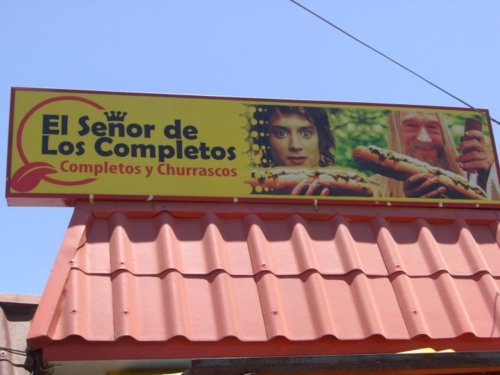 El Señor de
Los Completos
Completos y Churrascos